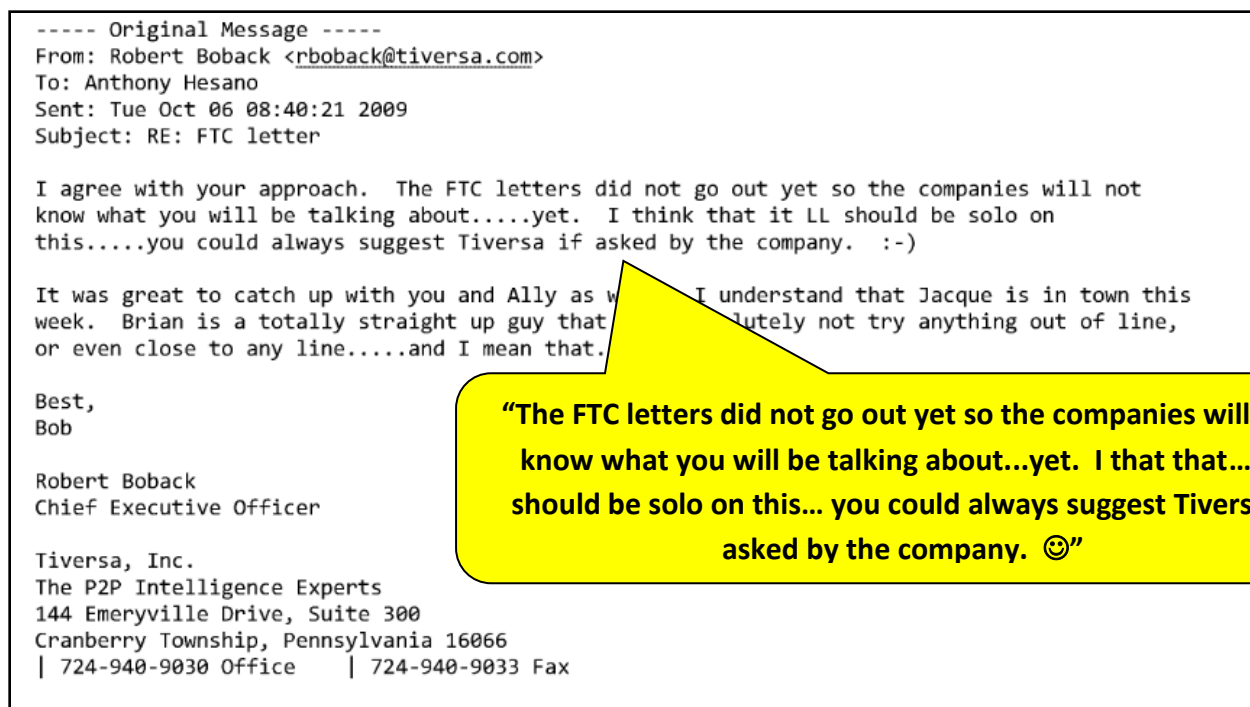 ----- Original Message -----
From: Robert Boback <rboback@tiversa.com>
To: Anthony Hesano
Sent: Tue Oct 06 08:40:21 2009
Subject: RE: FTC letter
I agree with your approach.  The FTC letters did not go out yet so the companies will not
know what you will be talking about.....yet.  I think that it LL should be solo on
this.....you could always suggest Tiversa if asked by the company.  :-)
It was great to catch up with you and Ally as I understand that Jacque is in town this
week.  Brian is a totally straight up guy that not try anything out of line,
or even close to any line.....and I mean that.
Best,
Bob
Robert Boback
Chief Executive Officer
Tiversa, Inc.
The P2P Intelligence Experts
144 Emeryville Drive, Suite 300
Cranberry Township, Pennsylvania 16066
| 724-940-9030 Office    | 724-940-9033 Fax
“The FTC letters did not go out yet so the companies will
know what you will be talking about...yet.  I that that…
should be solo on this… you could always suggest
asked by the company. ☺”